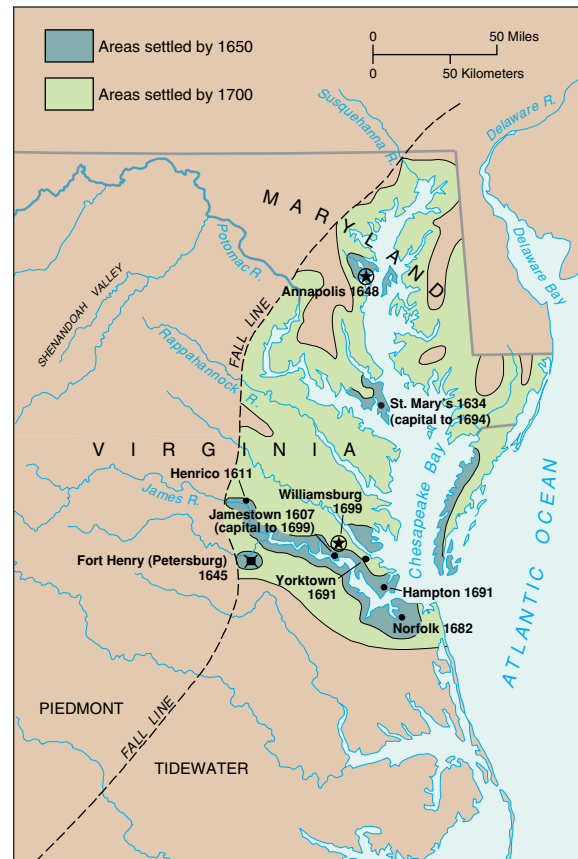 Areas settled by 1650
Areas settled by 1700
0 50 Miles
0 50 Kilometers
Susquehanna R.
Delaware R.
Delaware Bay
MARYLAND
Potomac R.
Annapolis 1648
SHENANDOAH VALLEY
FALL LINE
Rappahannock R.
St. Mary's 1634
(capital to 1694)
VIRGINIA
Henrico 1611
James R.
Williamsburg
1699
Jamestown 1607
(capital to 1699)
Chesapeake Bay
Fort Henry (Petersburg)
1645
Yorktown
1691
Hampton 1691
Norfolk 1682
ATLANTIC OCEAN
PIEDMONT
FALL LINE
TIDEWATER